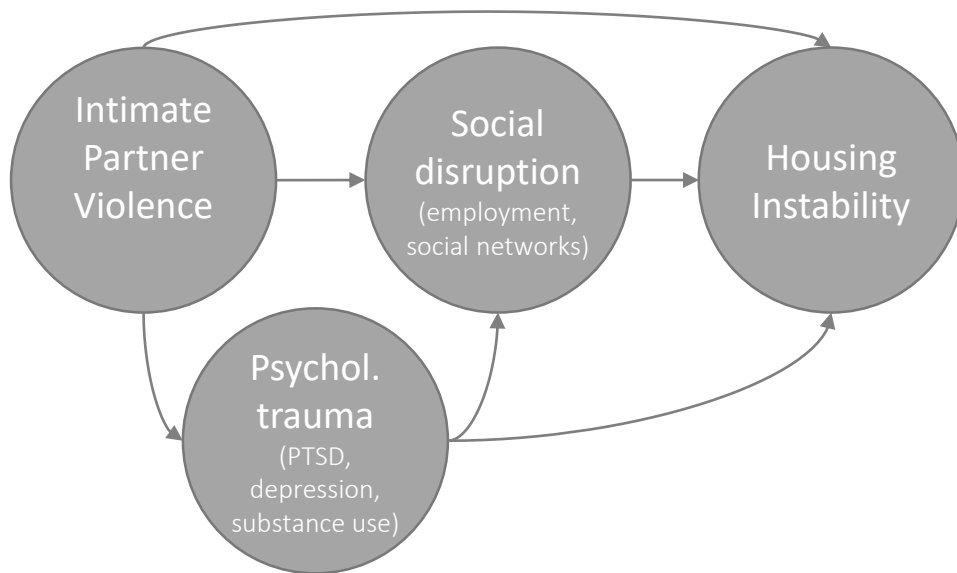 Intimate
Partner
Violence
Social
disruption
(employment,
social networks)
Housing
Instability
Psychol.
trauma
(PTSD,
depression,
substance use)